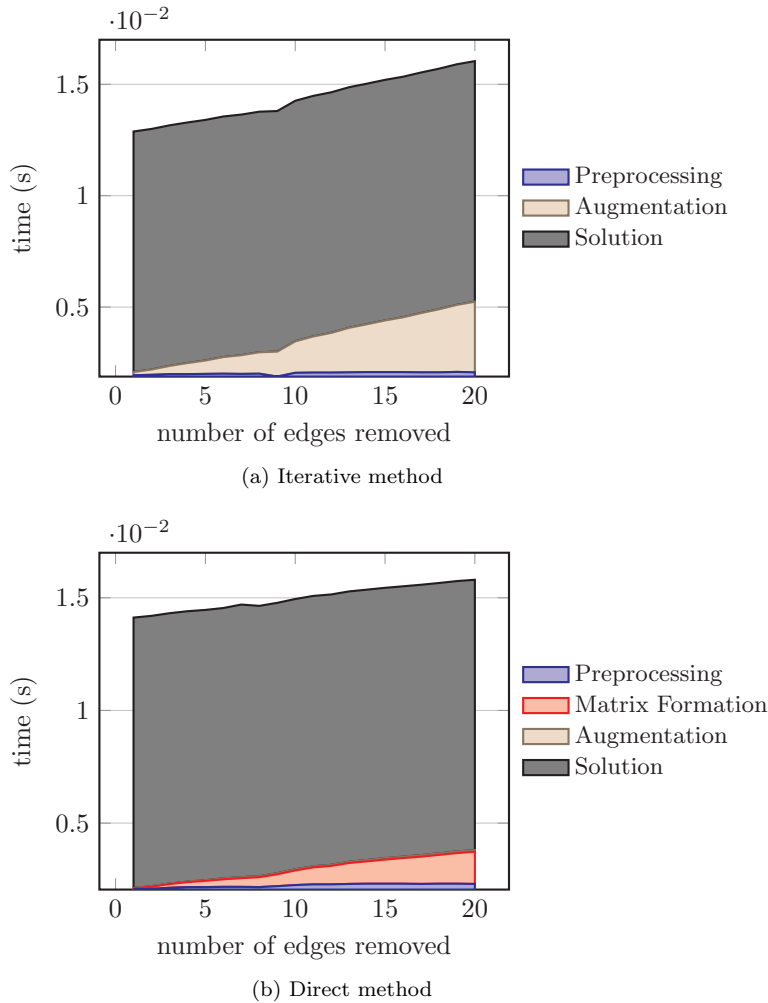 ·10−2
1.5
1
0.5
time (s)
0 5 10 15 20
number of edges removed
Preprocessing
Augmentation
Solution
(a) Iterative method
·10−2
1.5
1
0.5
time (s)
0 5 10 15 20
number of edges removed
Preprocessing
Matrix Formation
Augmentation
Solution
(b) Direct method